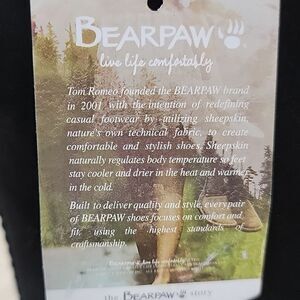 BEARPAW
live life comfortably
Tom Romeo founded the BEARPAW brand
in 2001 with the intention of redefining
casual footwear by utilizing sheepskin,
nature's own technical fabric, to create
comfortable and stylish shoes. Sheepskin
naturally regulates body temperature so feet
stay cooler and drier in the heat and warmer
in the cold.
Built to deliver quality and style, every pair
of BEARPAW shoes focuses on comfort and
fit, using the highest standards of
craftsmanship.
the BEARPAW story